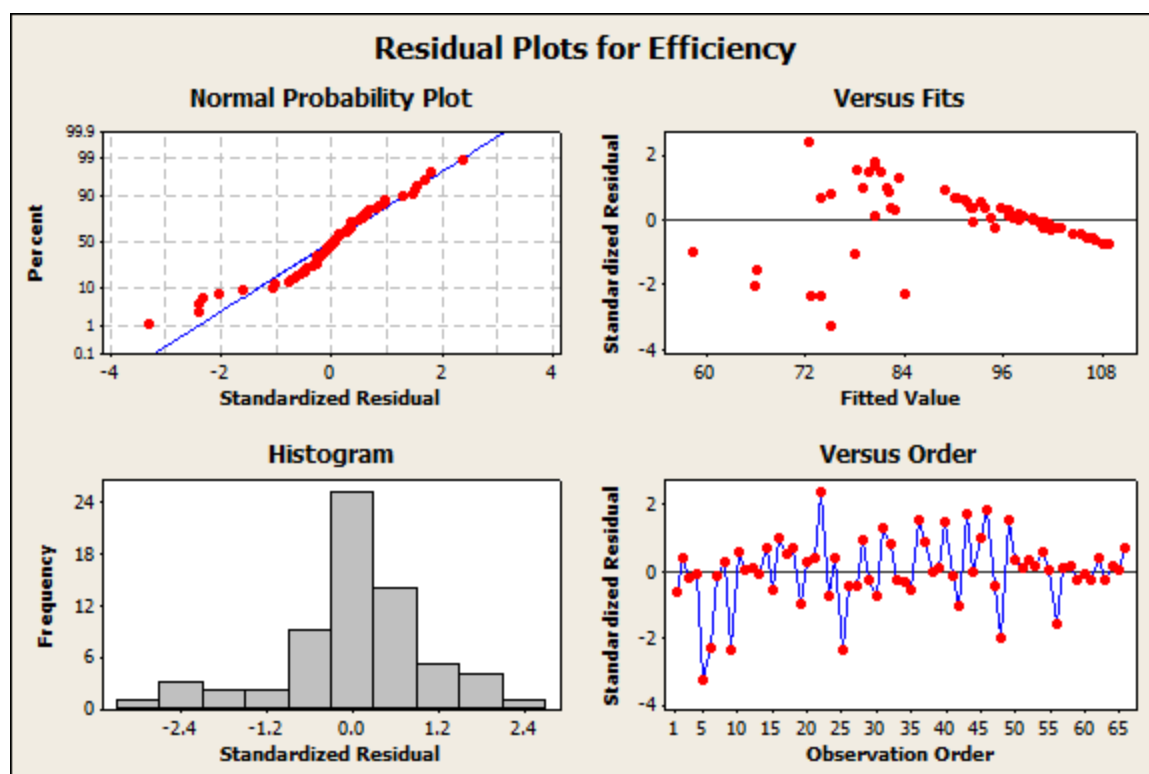 Residual Plots for Efficiency
Normal Probability Plot
Percent
99.9
99
90
50
10
1
0.1
-4 -2 0 2 4
Standardized Residual
Versus Fits
Standardized Residual
2
0
-2
-4
60 72 84 96 108
Fitted Value
Histogram
Frequency
24
18
12
6
0
-2.4 -1.2 0.0 1.2 2.4
Standardized Residual
Versus Order
Standardized Residual
2
0
-2
-4
1 5 10 15 20 25 30 35 40 45 50 55 60 65
Observation Order